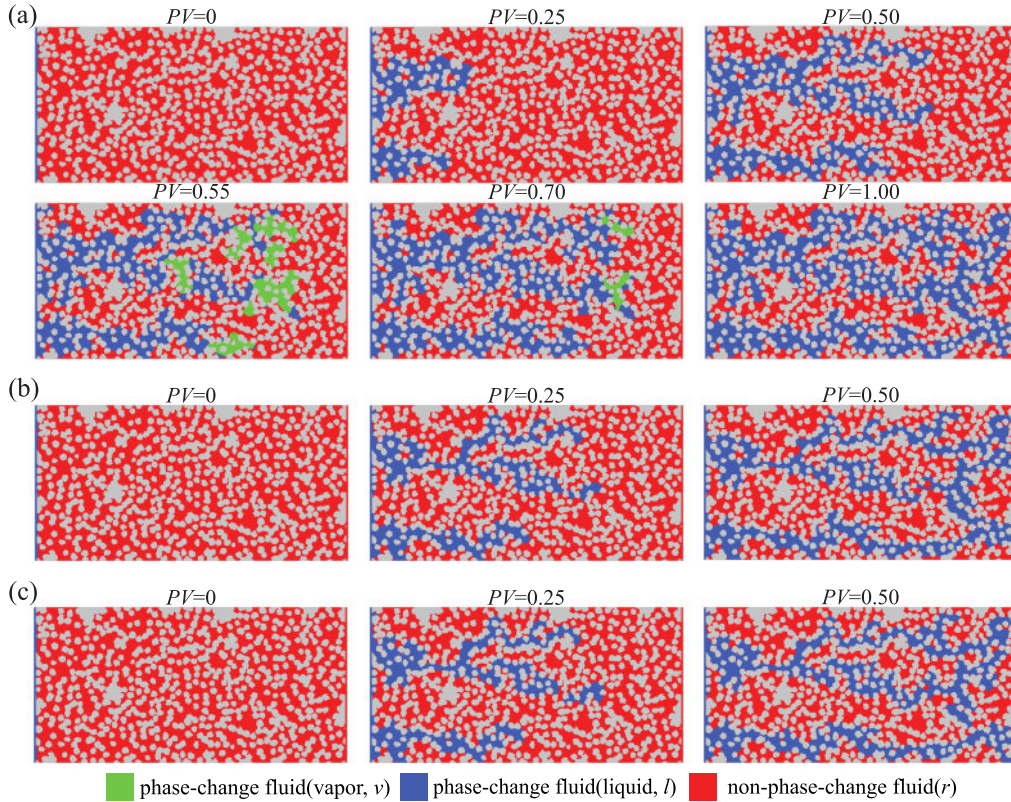 (a)
PV=0 PV=0.25 PV=0.50
PV=0.55 PV=0.70 PV=1.00
(b)
PV=0 PV=0.25 PV=0.50
(c)
PV=0 PV=0.25 PV=0.50
phase-change fluid(vapor, v) phase-change fluid(liquid, l) non-phase-change fluid(r)